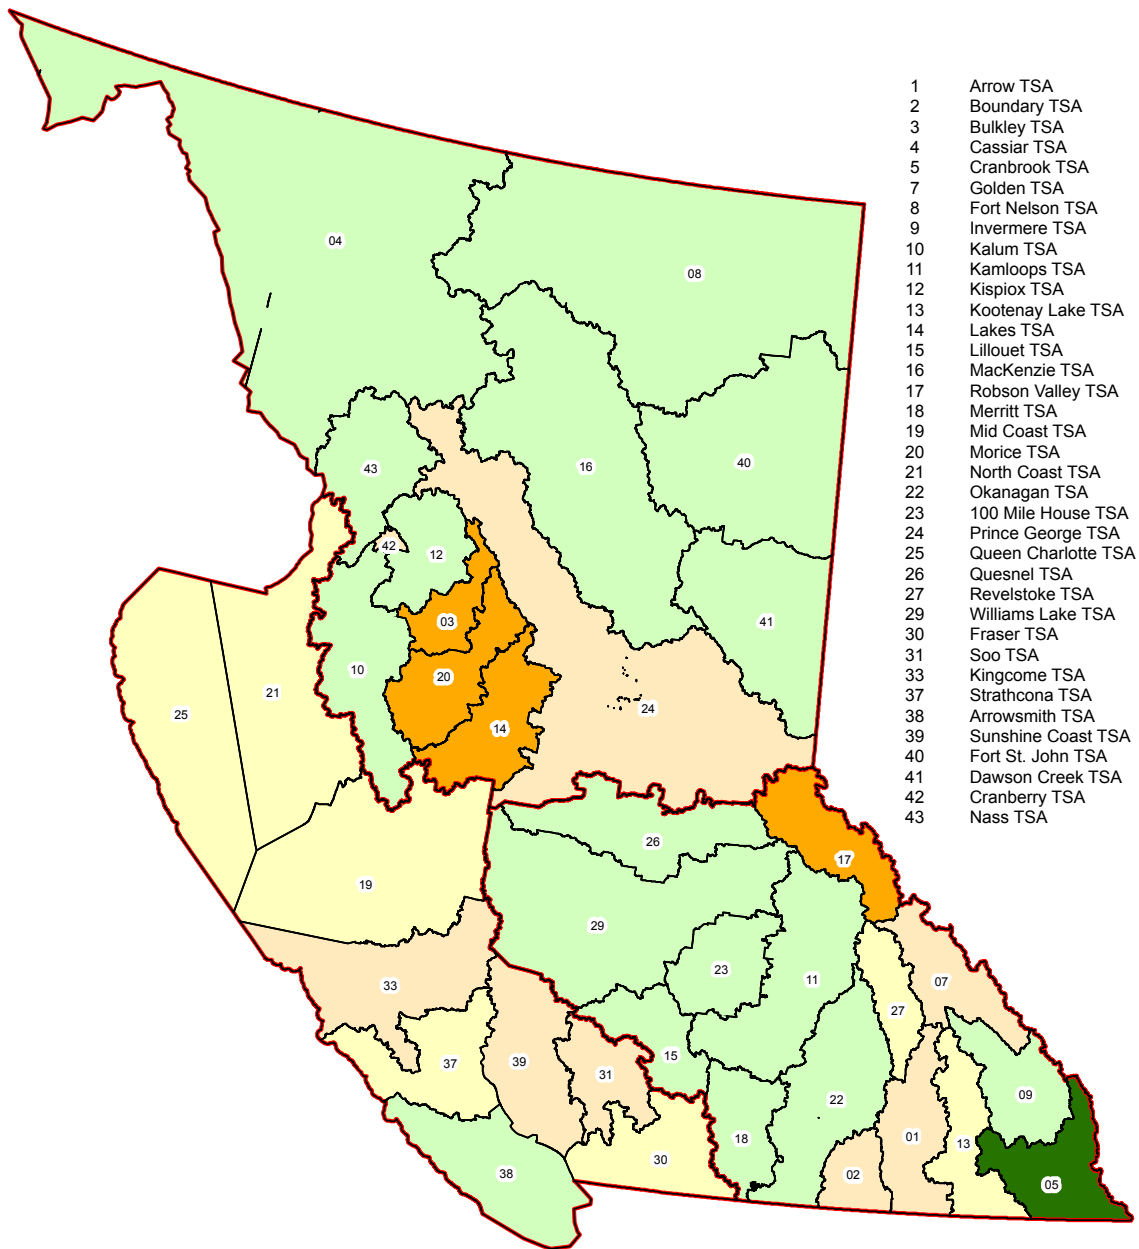 1 Arrow TSA
2 Boundary TSA
3 Bulkley TSA
4 Cassiar TSA
5 Cranbrook TSA
7 Golden TSA
8 Fort Nelson TSA
9 Invermere TSA
10 Kalum TSA
11 Kamloops TSA
12 Kispiox TSA
13 Kootenay Lake TSA
14 Lakes TSA
15 Lillouet TSA
16 MacKenzie TSA
17 Robson Valley TSA
18 Merritt TSA
19 Mid Coast TSA
20 Morice TSA
21 North Coast TSA
22 Okanagan TSA
23 100 Mile House TSA
24 Prince George TSA
25 Queen Charlotte TSA
26 Quesnel TSA
27 Revelstoke TSA
29 Williams Lake TSA
30 Fraser TSA
31 Soo TSA
33 Kingcome TSA
37 Strathcona TSA
38 Arrowsmith TSA
39 Sunshine Coast TSA
40 Fort St. John TSA
41 Dawson Creek TSA
42 Cranberry TSA
43 Nass TSA
04
08
40
43
16
42
12
03
41
10
20
21
24
25
14
26
17
19
29
23
11
07
33
27
15
37
39
31
09
22
01
18
13
30
38
02
05